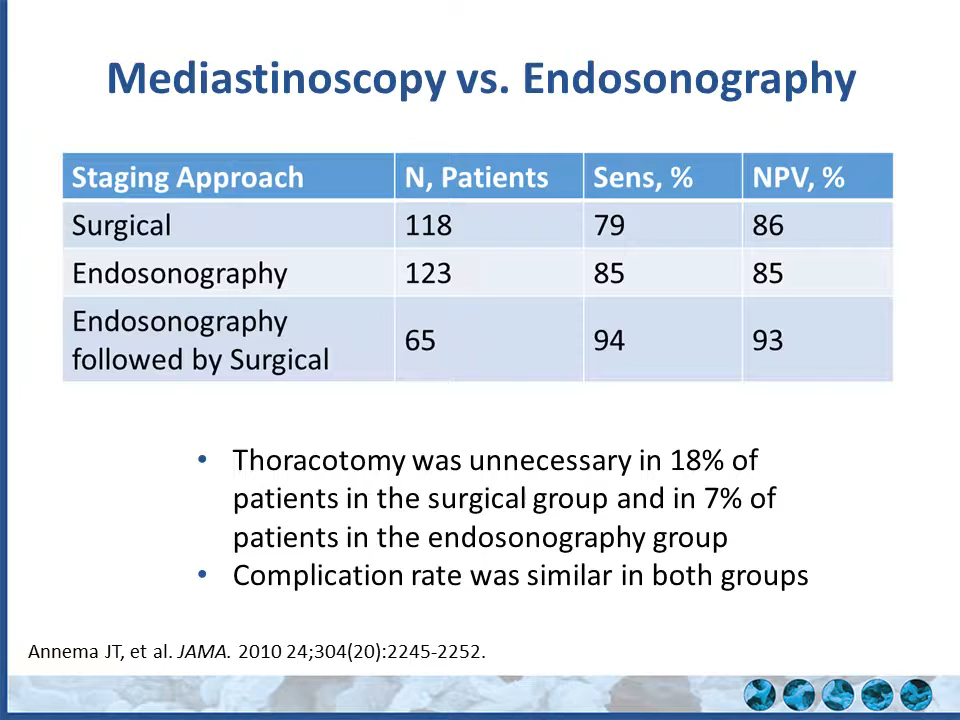 Mediastinoscopy vs. Endosonography
Staging Approach N, Patients Sens, % NPV, %
Surgical 118 79 86
Endosonography 123 85 85
Endosonography
followed by Surgical 65 94 93
• Thoracotomy was unnecessary in 18% of
patients in the surgical group and in 7% of
patients in the endosonography group
• Complication rate was similar in both groups
Annema JT, et al. JAMA. 2010 24;304(20):2245-2252.